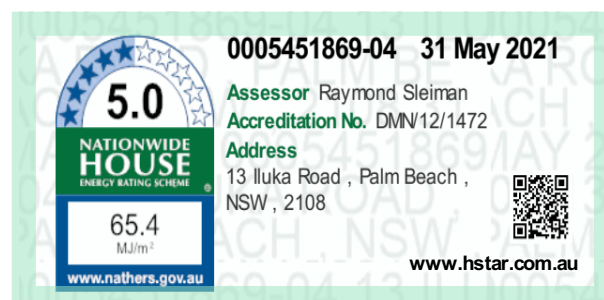 0005451869-04 31 May 2021
5.0
NATIONWIDE
HOUSE
ENERGY RATING SCHEME
65.4
MJ/m²
www.nathers.gov.au
Assessor Raymond Sleiman
Accreditation No. DMN/12/1472
Address
13 Iluka Road , Palm Beach ,
NSW , 2108
www.hstar.com.au